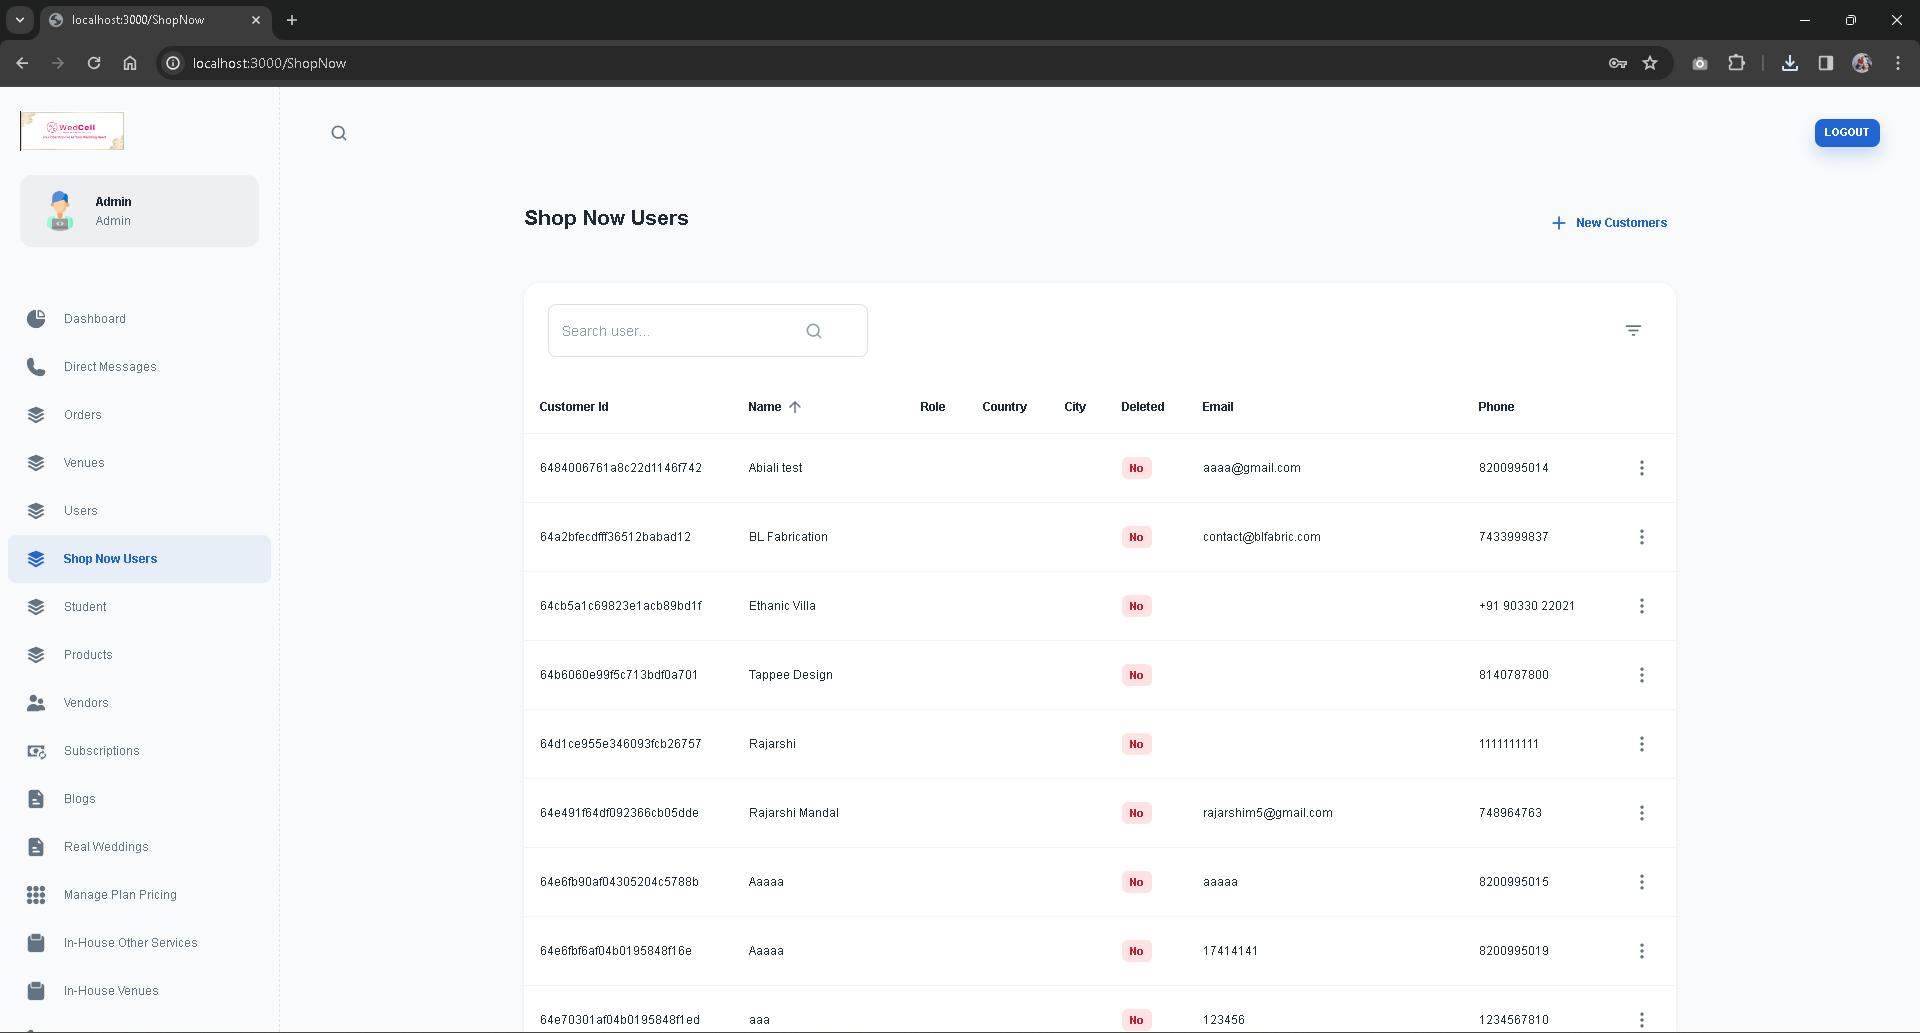 localhost:3000/ShopNow
localhost:3000/ShopNow
WedCell
LOGOUT
Admin
Admin
Shop Now Users
New Customers
Dashboard
Direct Messages
Orders
Venues
Users
Shop Now Users
Student
Products
Vendors
Subscriptions
Blogs
Real Weddings
Manage Plan Pricing
In-House Other Services
In-House Venues
Search user...
Customer Id Name Role Country City Deleted Email Phone
6484006761a8c22d1146f742 Abiali test No aaaa@gmail.com 8200995014
64a2bfecdfff36512babad12 BL Fabrication No contact@blfabric.com 7433999837
64cb5a1c69823e1acb89bd1f Ethanic Villa No +91 90330 22021
64b6060e99f5c713bdf0a701 Tappee Design No 8140787800
64d1ce955e346093fcb26757 Rajarshi No 1111111111
64e491f64df092366cb05dde Rajarshi Mandal No rajarshim5@gmail.com 748964763
64e6fb90af04305204c5788b Aaaaa No aaaaa 8200995015
64e6fbf6af04b0195848f16e Aaaaa No 17414141 8200995019
64e70301af04b0195848f1ed aaa No 123456 1234567810